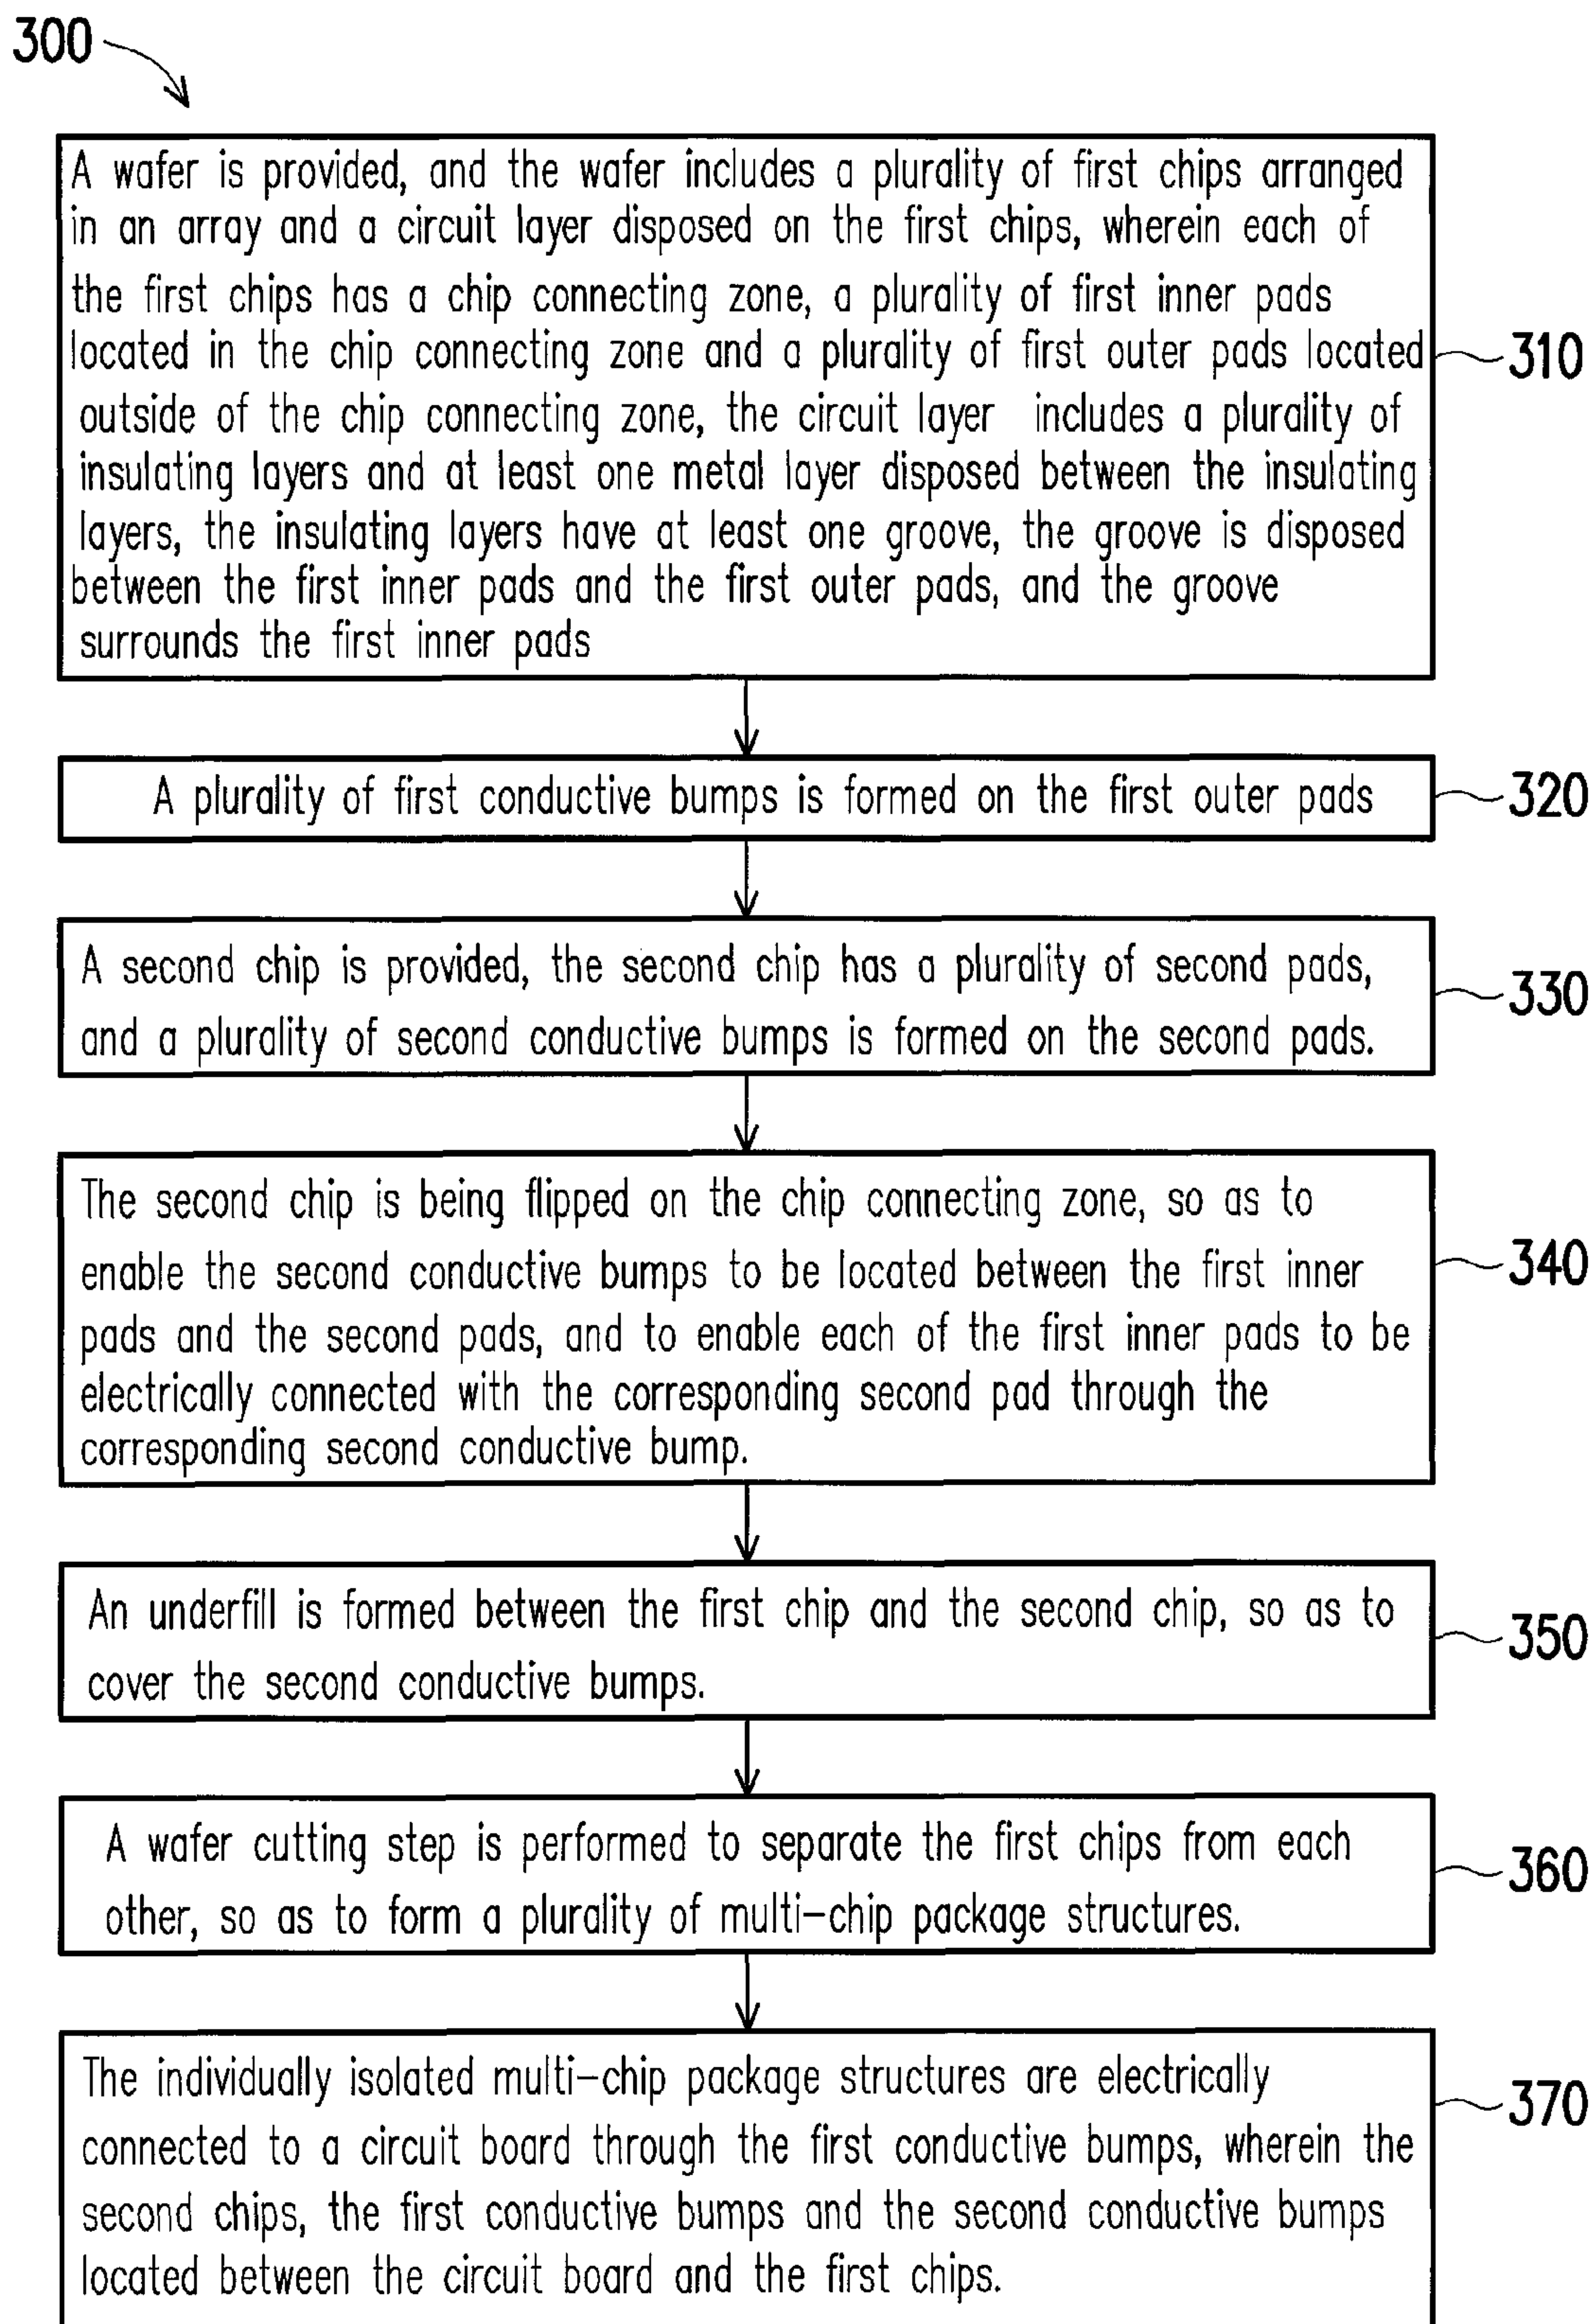 300
A wafer is provided, and the wafer includes a plurality of first chips arranged
in an array and a circuit layer disposed on the first chips, wherein each of
the first chips has a chip connecting zone, a plurality of first inner pads
located in the chip connecting zone and a plurality of first outer pads located
outside of the chip connecting zone, the circuit layer includes a plurality of
insulating layers and at least one metal layer disposed between the insulating
layers, the insulating layers have at least one groove, the groove is disposed
between the first inner pads and the first outer pads, and the groove
surrounds the first inner pads
310
A plurality of first conductive bumps is formed on the first outer pads
320
A second chip is provided, the second chip has a plurality of second pads,
and a plurality of second conductive bumps is formed on the second pads.
330
The second chip is being flipped on the chip connecting zone, so as to
enable the second conductive bumps to be located between the first inner
pads and the second pads, and to enable each of the first inner pads to be
electrically connected with the corresponding second pad through the
corresponding second conductive bump.
340
An underfill is formed between the first chip and the second chip, so as to
cover the second conductive bumps.
350
A wafer cutting step is performed to separate the first chips from each
other, so as to form a plurality of multi-chip package structures.
360
The individually isolated multi-chip package structures are electrically
connected to a circuit board through the first conductive bumps, wherein the
second chips, the first conductive bumps and the second conductive bumps
located between the circuit board and the first chips.
370